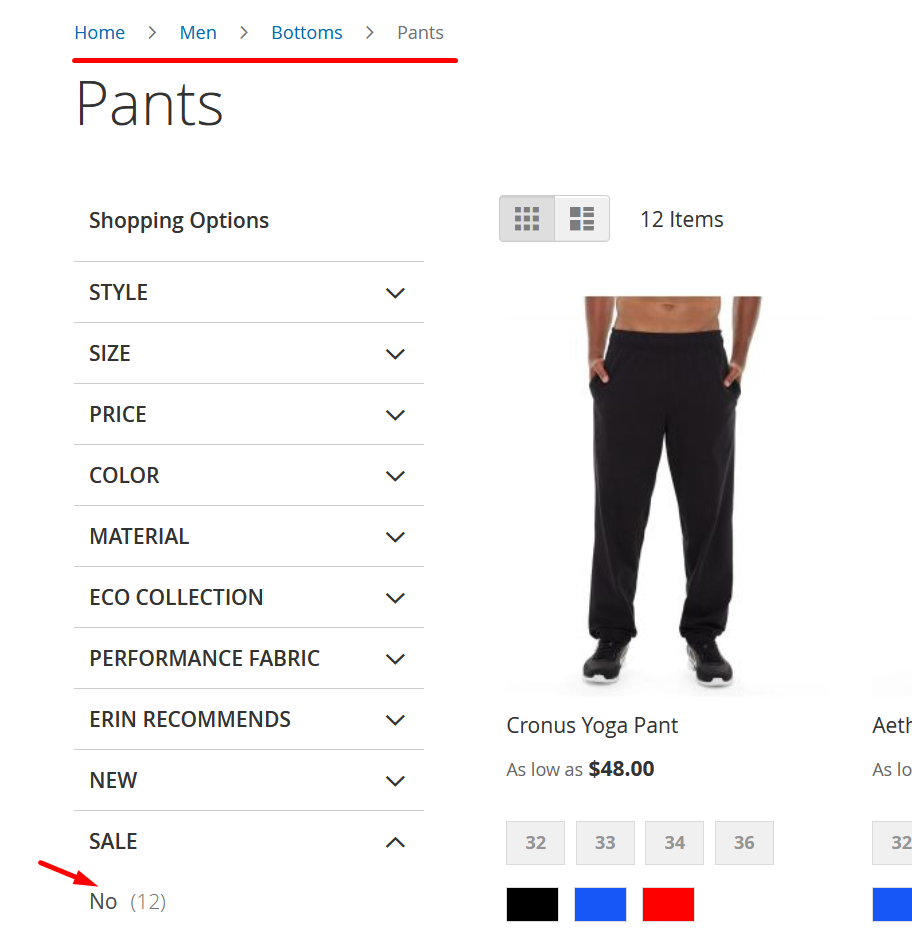 Home > Men > Bottoms > Pants
Pants
Shopping Options
STYLE
SIZE
PRICE
COLOR
MATERIAL
ECO COLLECTION
PERFORMANCE FABRIC
ERIN RECOMMENDS
NEW
SALE
No (12)
12 Items
Cronus Yoga Pant
As low as $48.00
32 33 34 36
Aeth
As lo
32